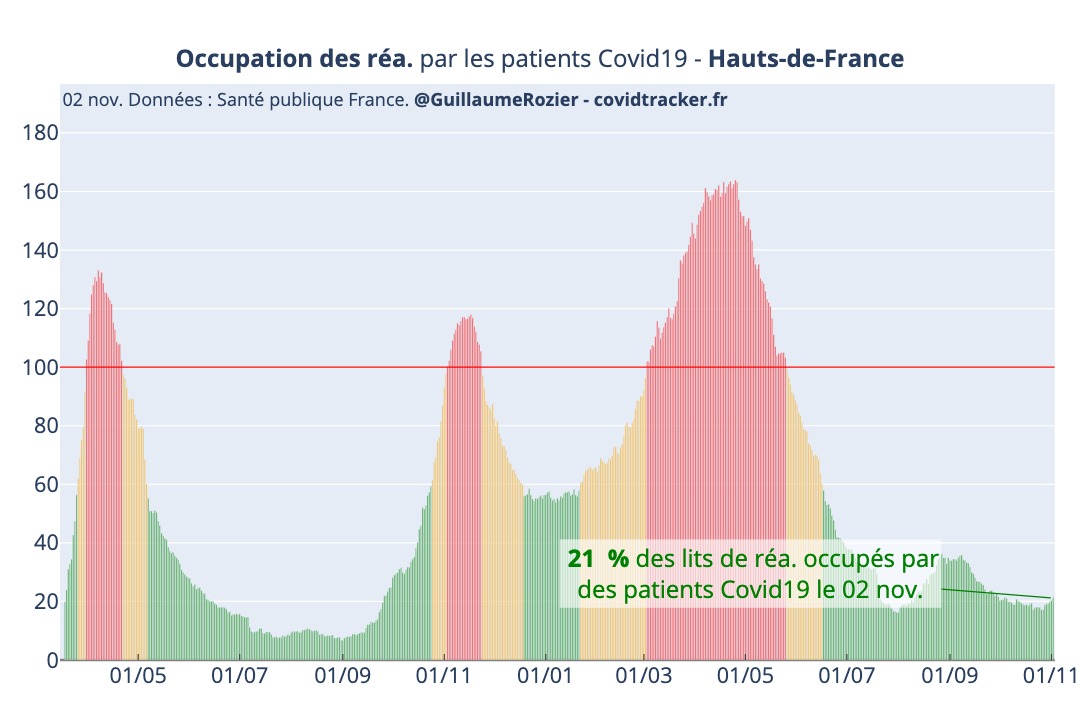 Occupation des réa. par les patients Covid19 - Hauts-de-France
02 nov. Données : Santé publique France. @GuillaumeRozier - covidtracker.fr
180
160
140
120
100
80
60
40
20
0
21 % des lits de réa. occupés par
des patients Covid19 le 02 nov.
01/05 01/07 01/09 01/11 01/01 01/03 01/05 01/07 01/09 01/11